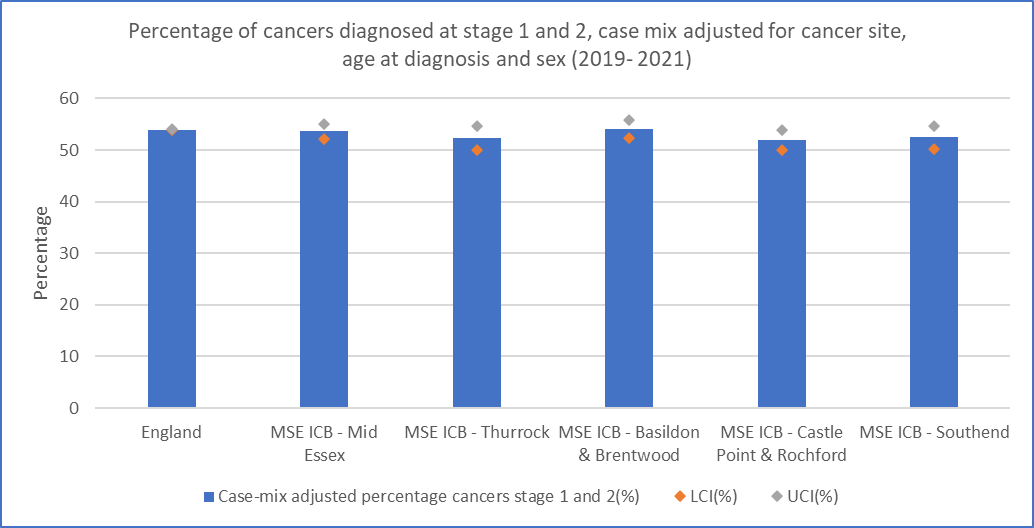 Percentage of cancers diagnosed at stage 1 and 2, case mix adjusted for cancer site,
age at diagnosis and sex (2019- 2021)
Percentage
60
50
40
30
20
10
0
England
MSE ICB - Mid
Essex
MSE ICB - Thurrock
MSE ICB - Basildon
& Brentwood
MSE ICB - Castle
Point & Rochford
MSE ICB - Southend
Case-mix adjusted percentage cancers stage 1 and 2(%)
LCI(%)
UCI(%)